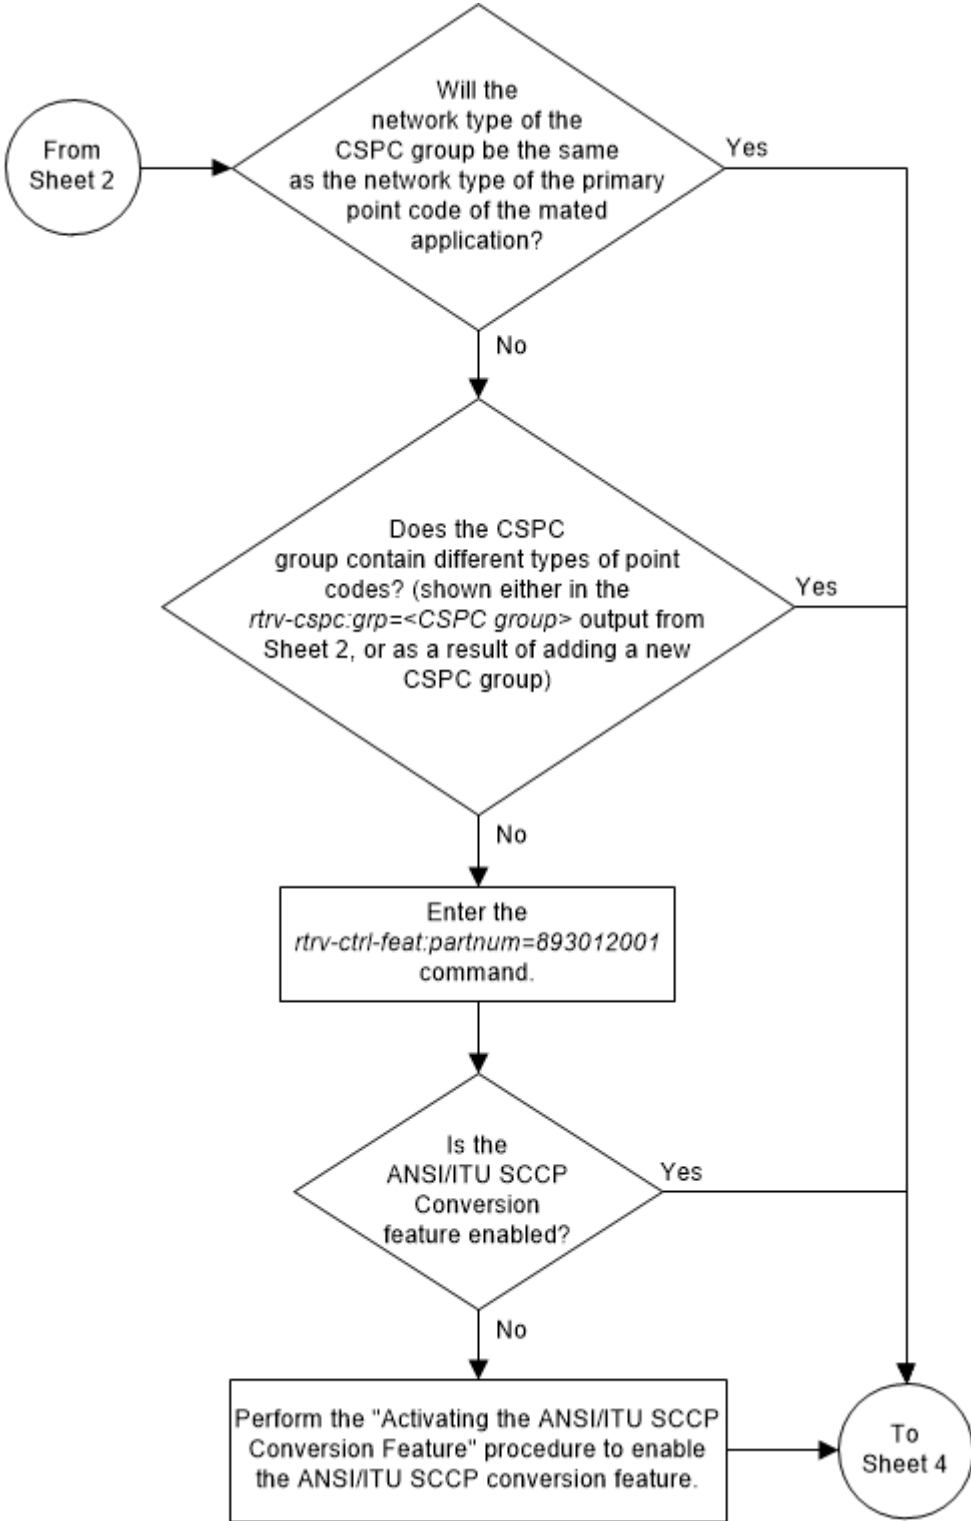 From
Sheet 2
Will the
network type of the
CSPC group be the same
as the network type of the primary
point code of the mated
application?
Yes
No
Does the CSPC
group contain different types of point
codes? (shown either in the
rtrv-cspc:grp=<CSPC group> output from
Sheet 2, or as a result of adding a new
CSPC group)
Yes
No
Enter the
rtrv-ctrl-feat:partnum=893012001
command.
Is the
ANSI/ITU SCCP
Conversion
feature enabled?
Yes
No
Perform the "Activating the ANSI/ITU SCCP
Conversion Feature" procedure to enable
the ANSI/ITU SCCP conversion feature.
To
Sheet 4